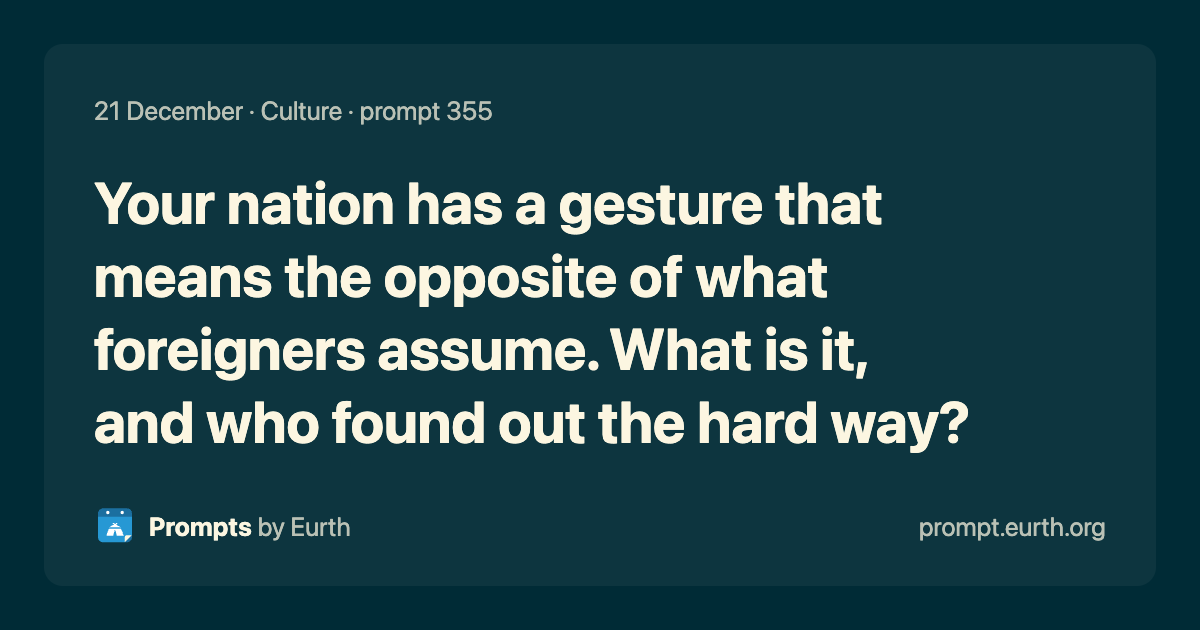 21 December · Culture · prompt 355
Your nation has a gesture that
means the opposite of what
foreigners assume. What is it,
and who found out the hard way?
Prompts by Eurth
prompt.eurth.org